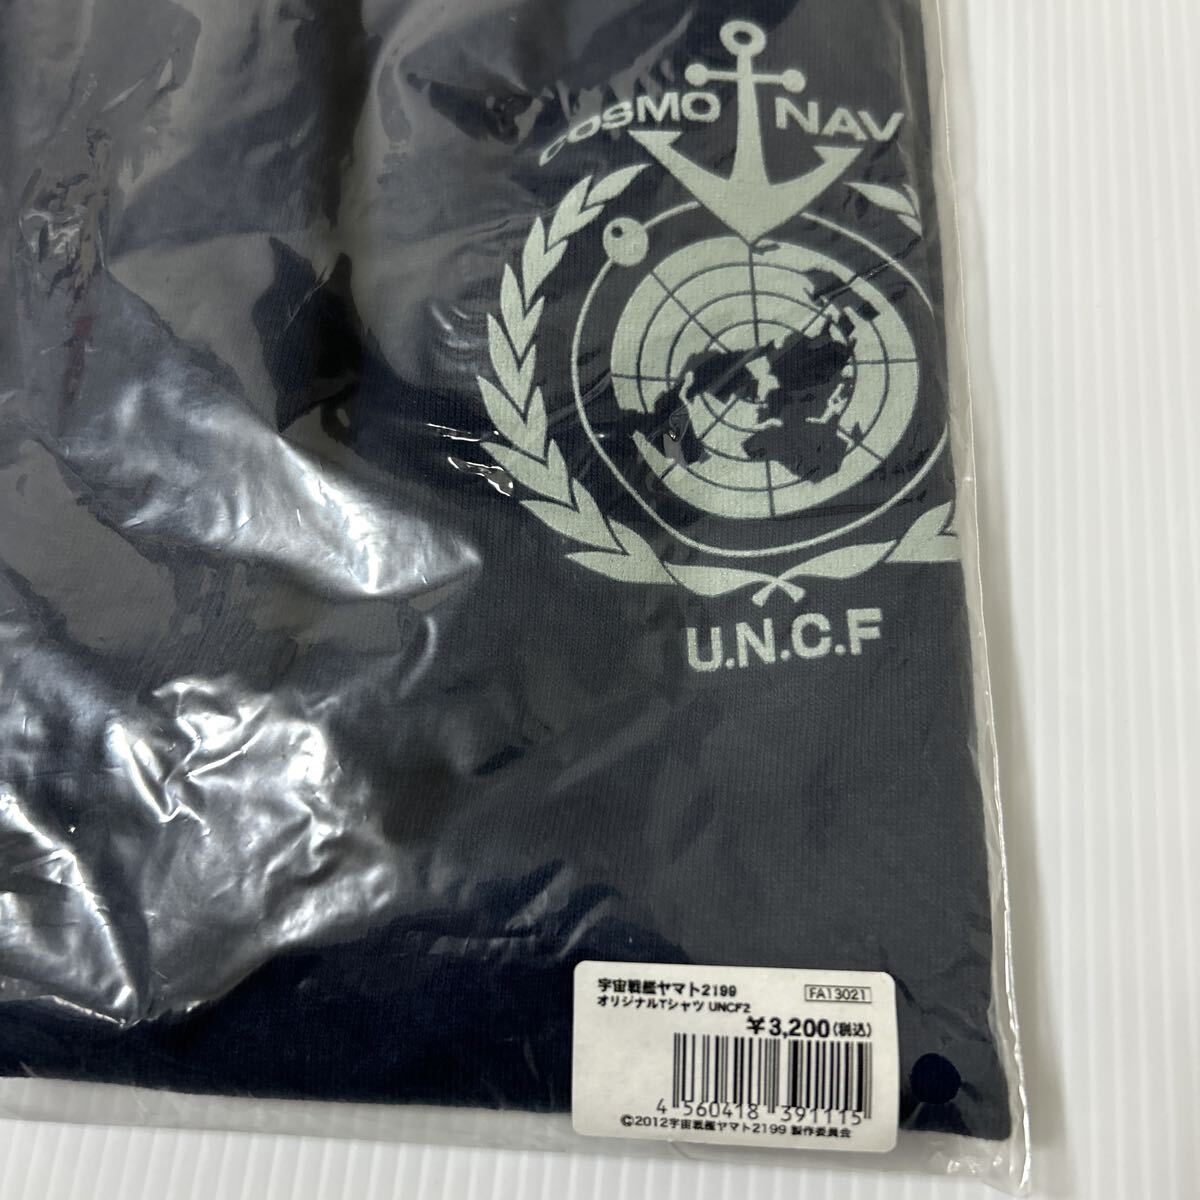 COSMO NAV
U.N.C.F
宇宙戦艦ヤマト2199
FA13021
オリジナルTシャツ UNCF2
¥3,200(税込)
4 560418 391115
©2012宇宙戦艦ヤマト2199 製作委員会